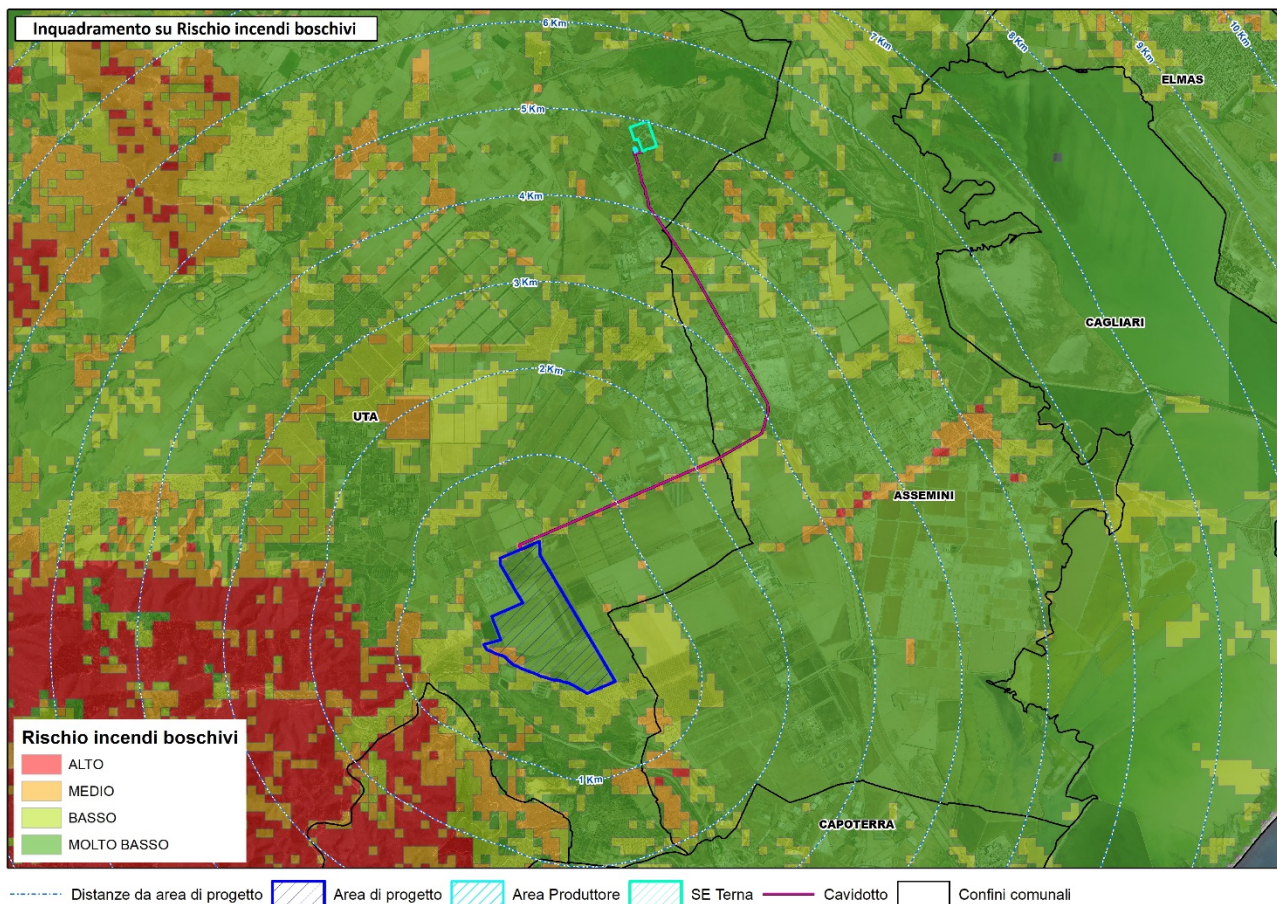 Inquadramento su Rischio incendi boschivi
6 Km
7 Km
8 Km
9 Km
10 Km
ELMAS
5 Km
4 Km
3 Km
CAGLIARI
2 Km
UTA
ASSEMINI
1 Km
CAPOTERRA
Rischio incendi boschivi
ALTO
MEDIO
BASSO
MOLTO BASSO
Distanze da area di progetto
Area di progetto
Area Produttore
SE Terna
Cavidotto
Confini comunali